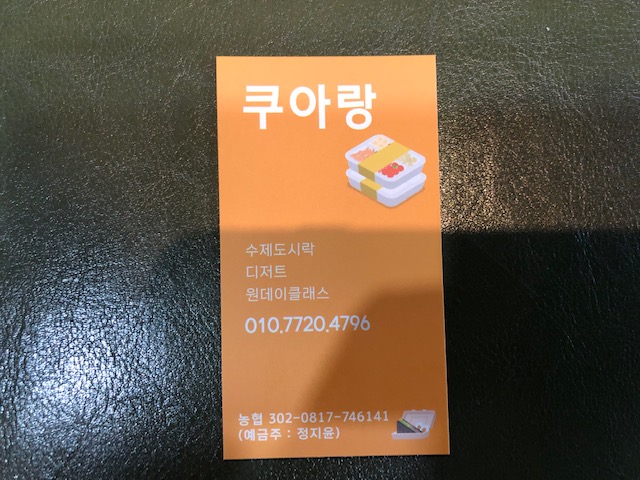 쿠아랑
수제도시락
디저트
원데이클래스
010.7720.4796
농협 302-0817-746141
(예금주 : 정지윤)